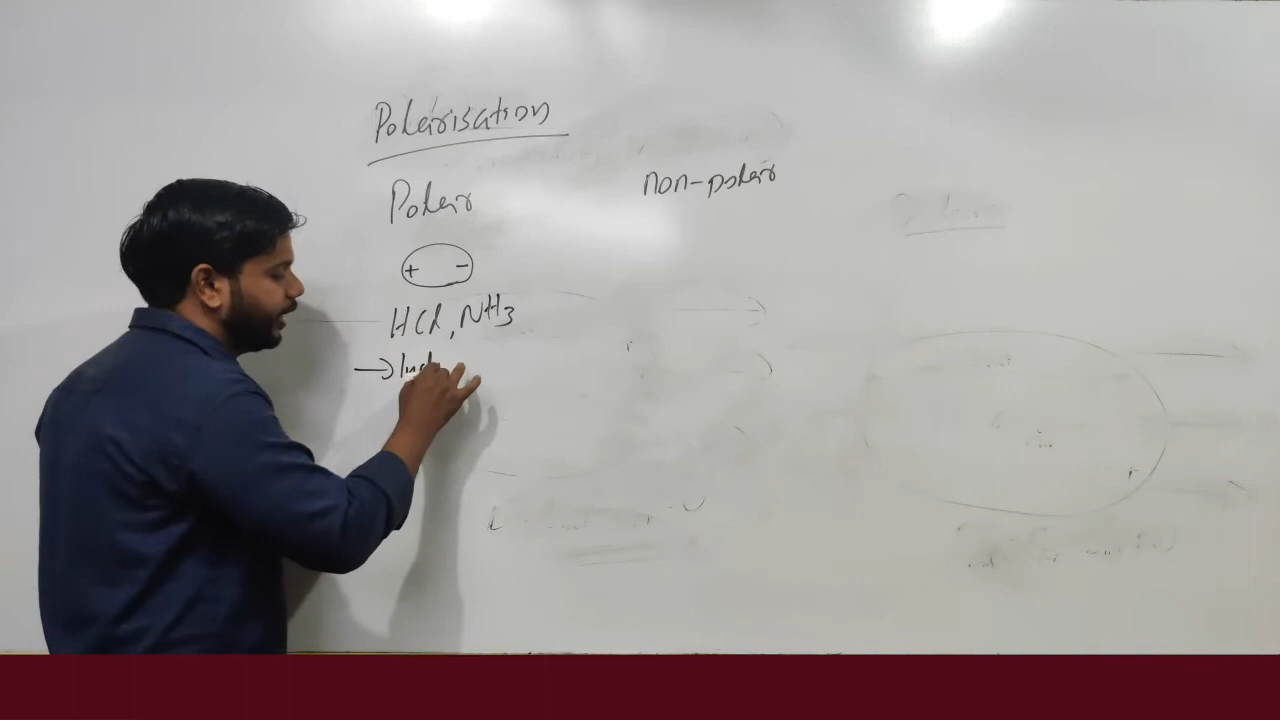 Polarisation
Polar
non-polar
+ -
HCl, NH3
→